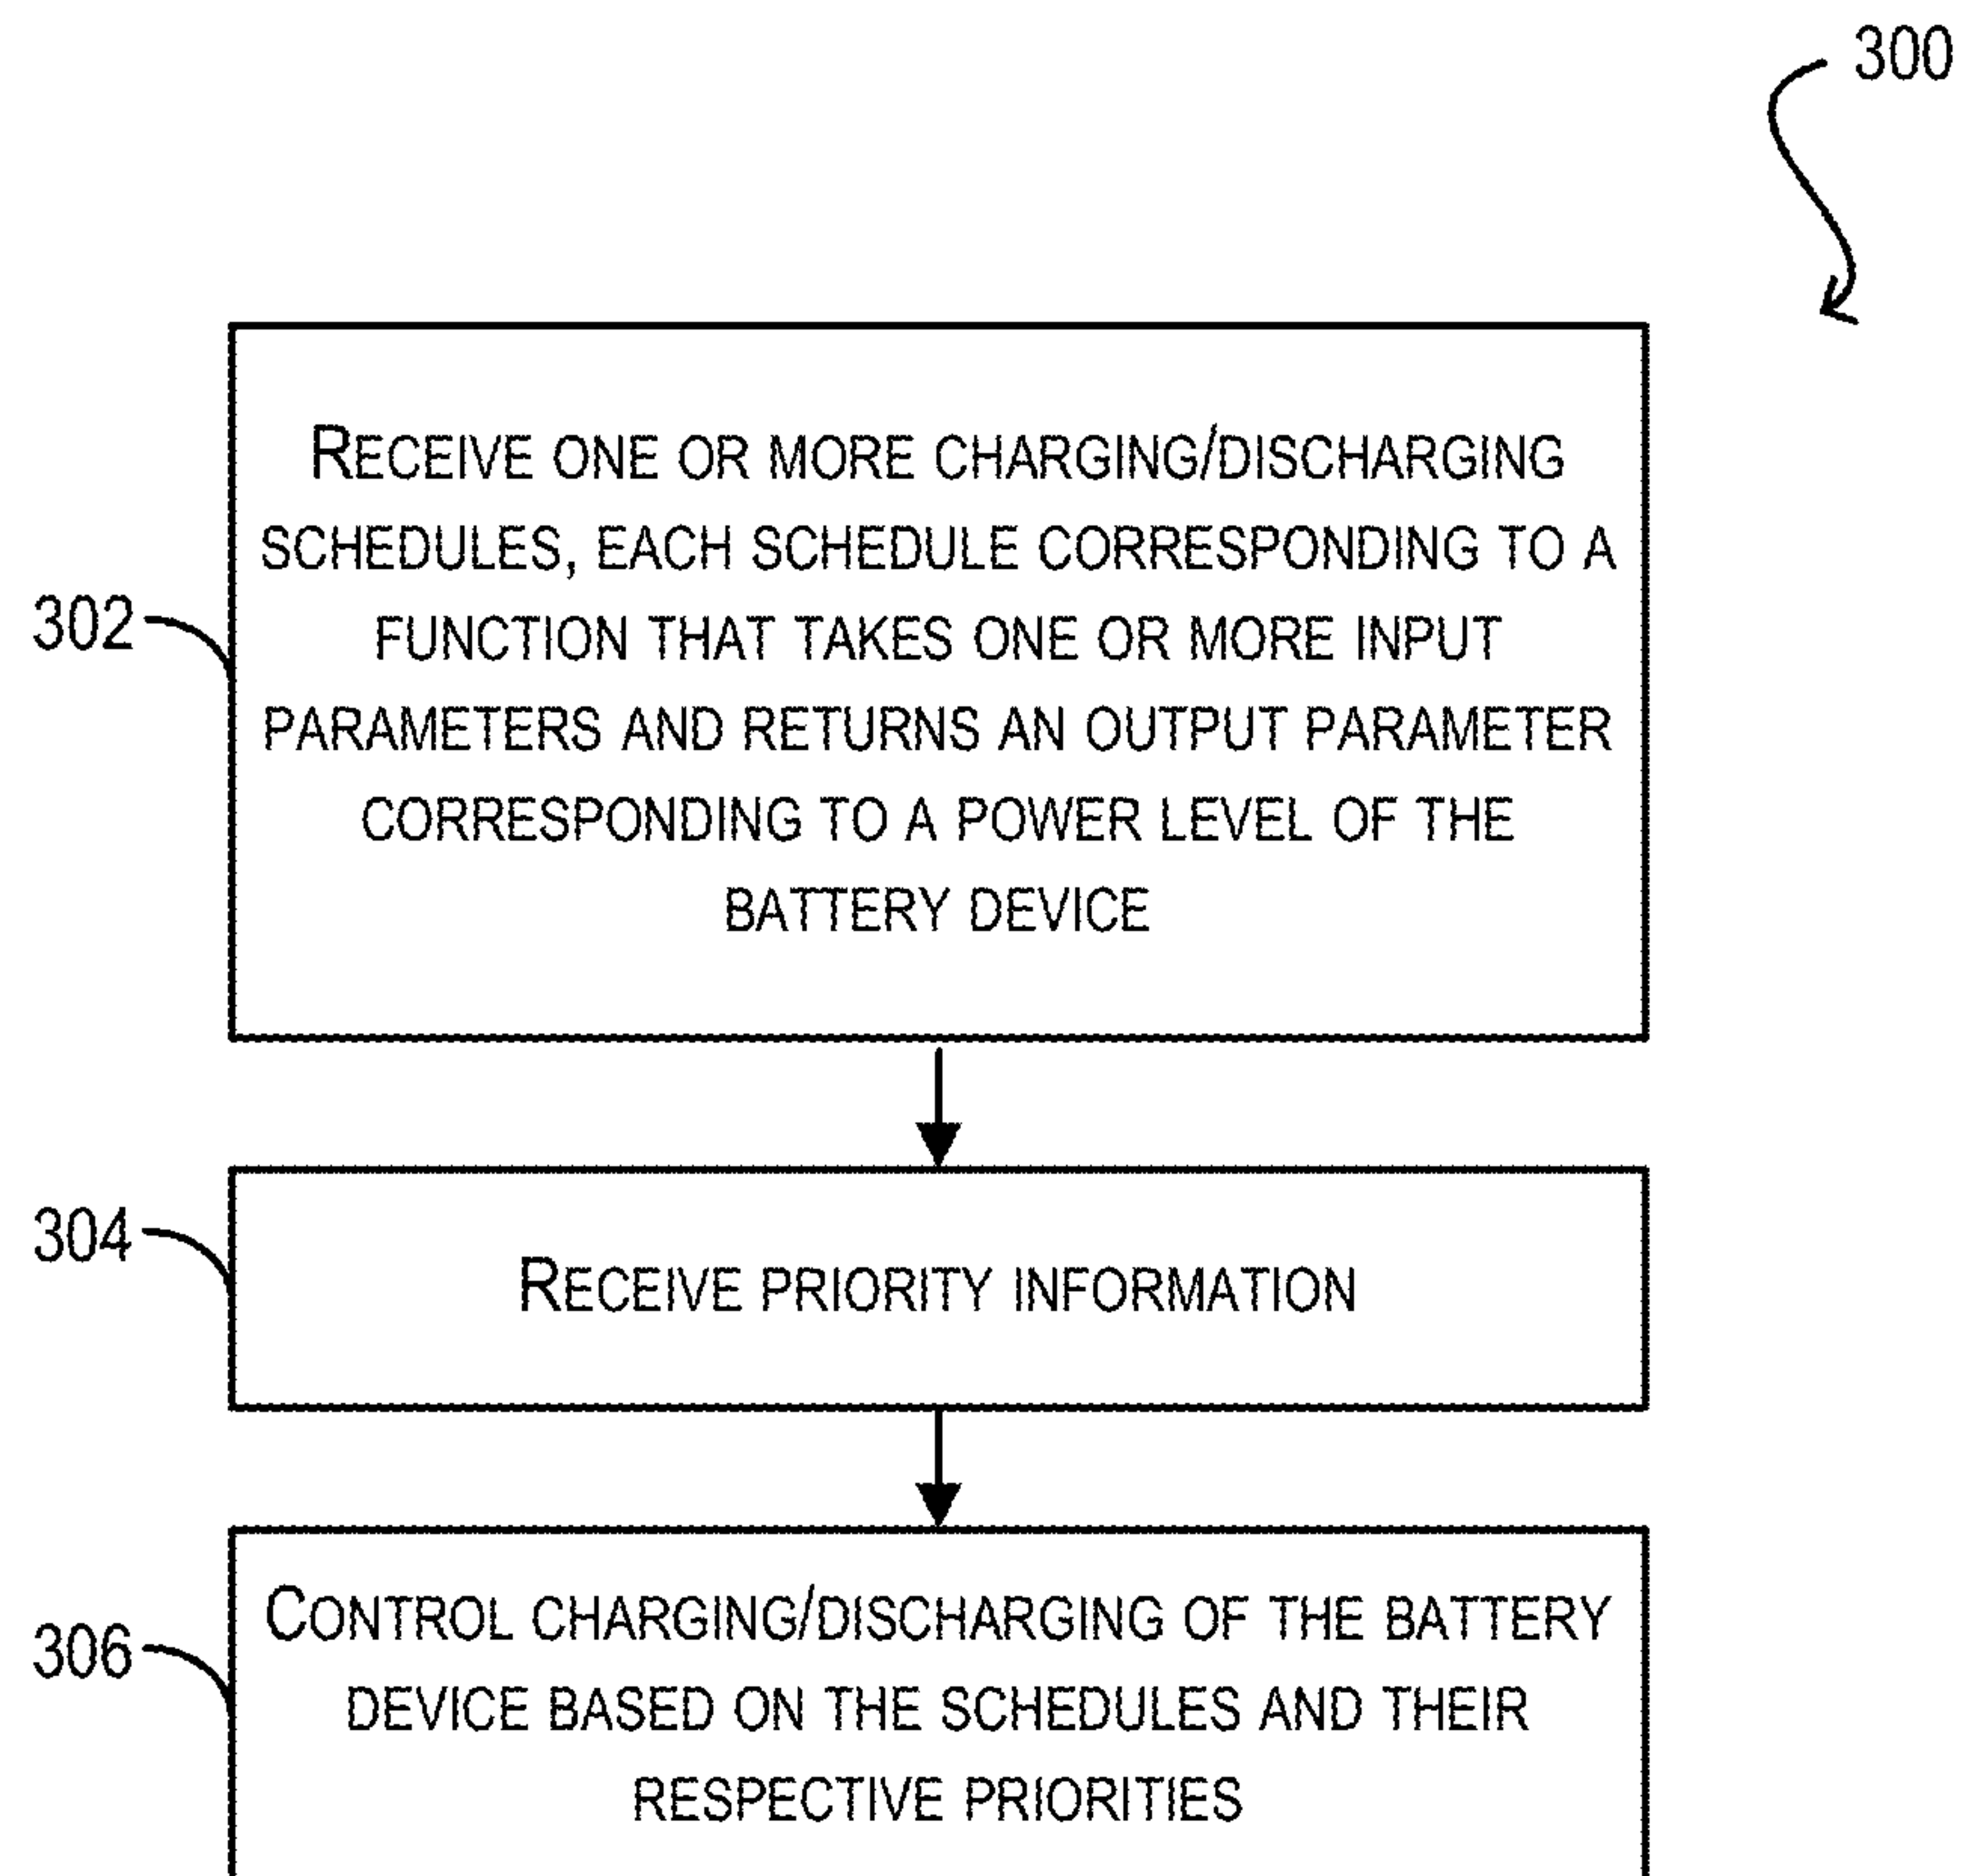 300
RECEIVE ONE OR MORE CHARGING/DISCHARGING
SCHEDULES, EACH SCHEDULE CORRESPONDING TO A
302
FUNCTION THAT TAKES ONE OR MORE INPUT
PARAMETERS AND RETURNS AN OUTPUT PARAMETER
CORRESPONDING TO A POWER LEVEL OF THE
BATTERY DEVICE
304
RECEIVE PRIORITY INFORMATION
306
CONTROL CHARGING/DISCHARGING OF THE BATTERY
DEVICE BASED ON THE SCHEDULES AND THEIR
RESPECTIVE PRIORITIES